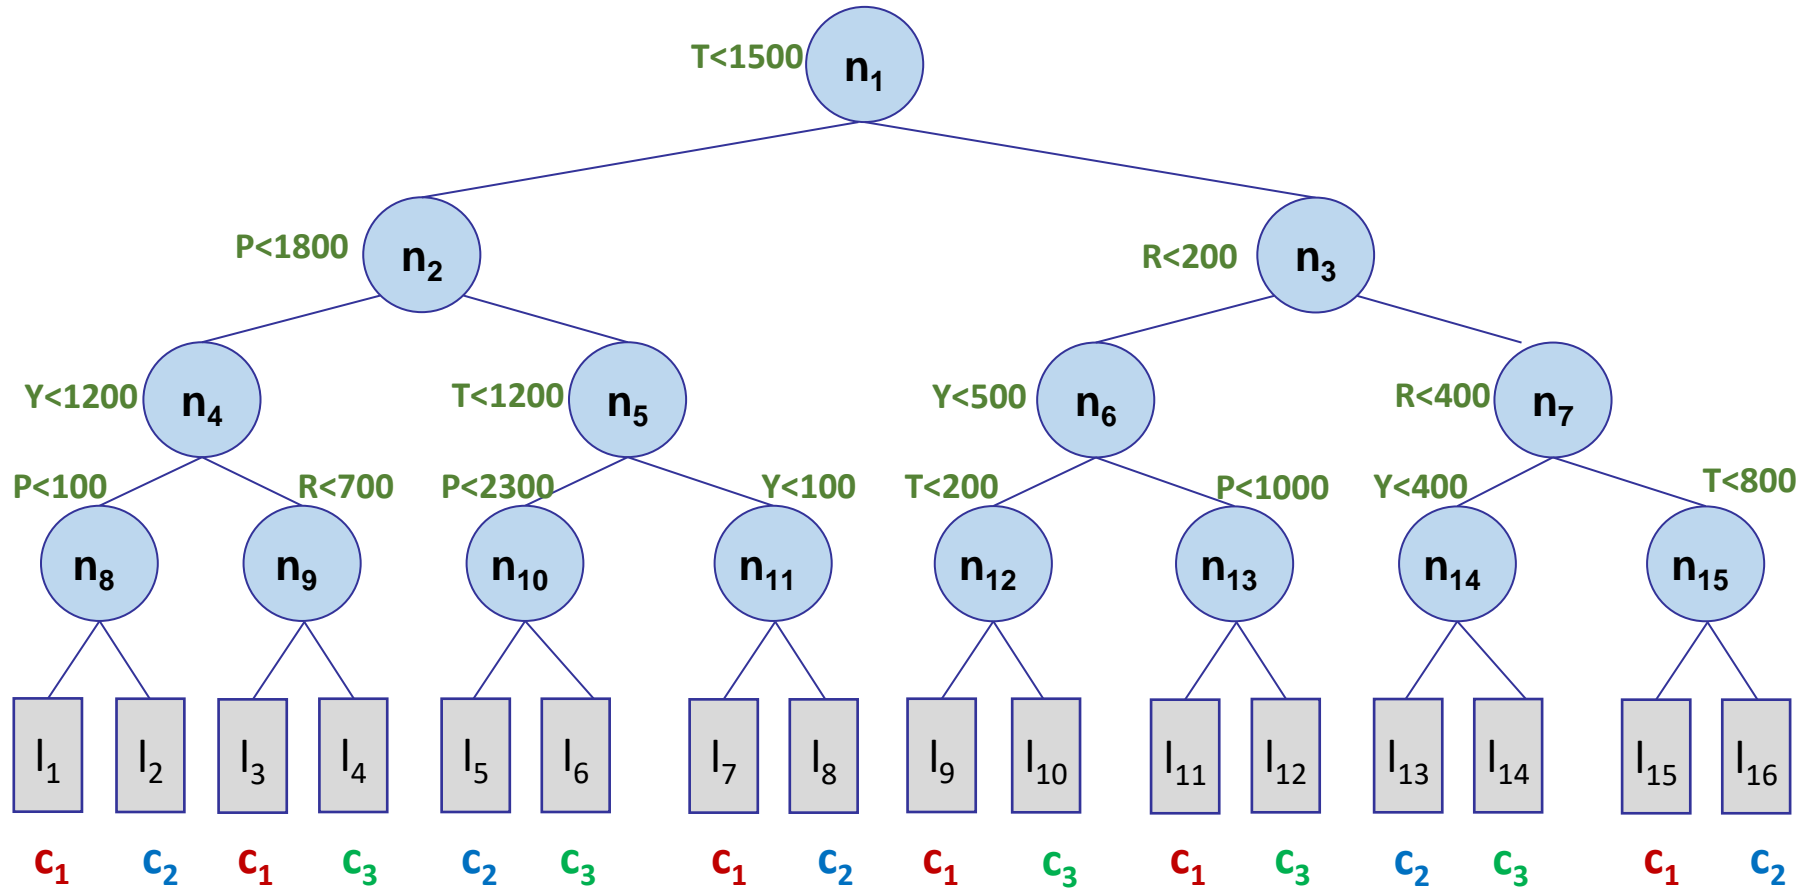 T<1500 n1
P<1800 n2 R<200 n3
Y<1200 n4 T<1200 n5 Y<500 n6 R<400 n7
P<100 R<700 P<2300 Y<100 T<200 P<1000 Y<400 T<800
n8 n9 n10 n11 n12 n13 n14 n15
l1 l2 l3 l4 l5 l6 l7 l8 l9 l10 l11 l12 l13 l14 l15 l16
c1 c2 c1 c3 c2 c3 c1 c2 c1 c3 c1 c3 c2 c3 c1 c2